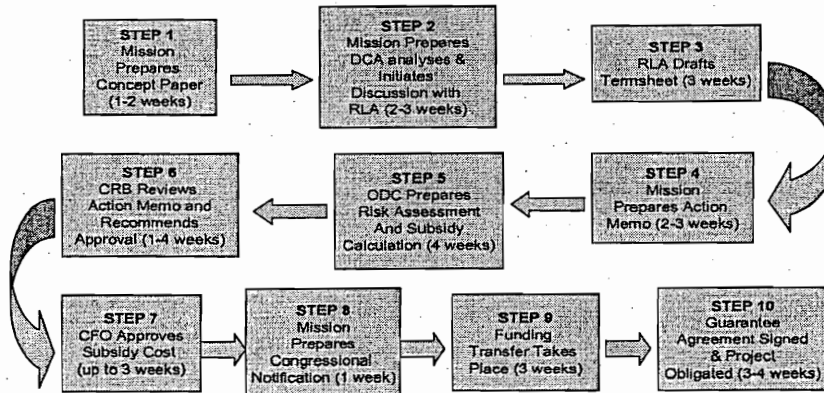 STEP 1
Mission
Prepares
Concept Paper
(1-2 weeks)
STEP 2
Mission Prepares
DCA analyses &
Initiates
Discussion with
RLA (2-3 weeks)
STEP 3
RLA Drafts
Termsheet (3 weeks)
STEP 4
Mission
Prepares Action
Memo (2-3 weeks)
STEP 5
ODC Prepares
Risk Assessment
And Subsidy
Calculation (4 weeks)
STEP 6
CRB Reviews
Action Memo and
Recommends
Approval (1-4 weeks)
STEP 7
CFO Approves
Subsidy Cost
(up to 3 weeks)
STEP 8
Mission
Prepares
Congressional
Notification (1 week)
STEP 9
Funding
Transfer Takes
Place (3 weeks)
STEP 10
Guarantee
Agreement Signed
& Project
Obligated (3-4 weeks)